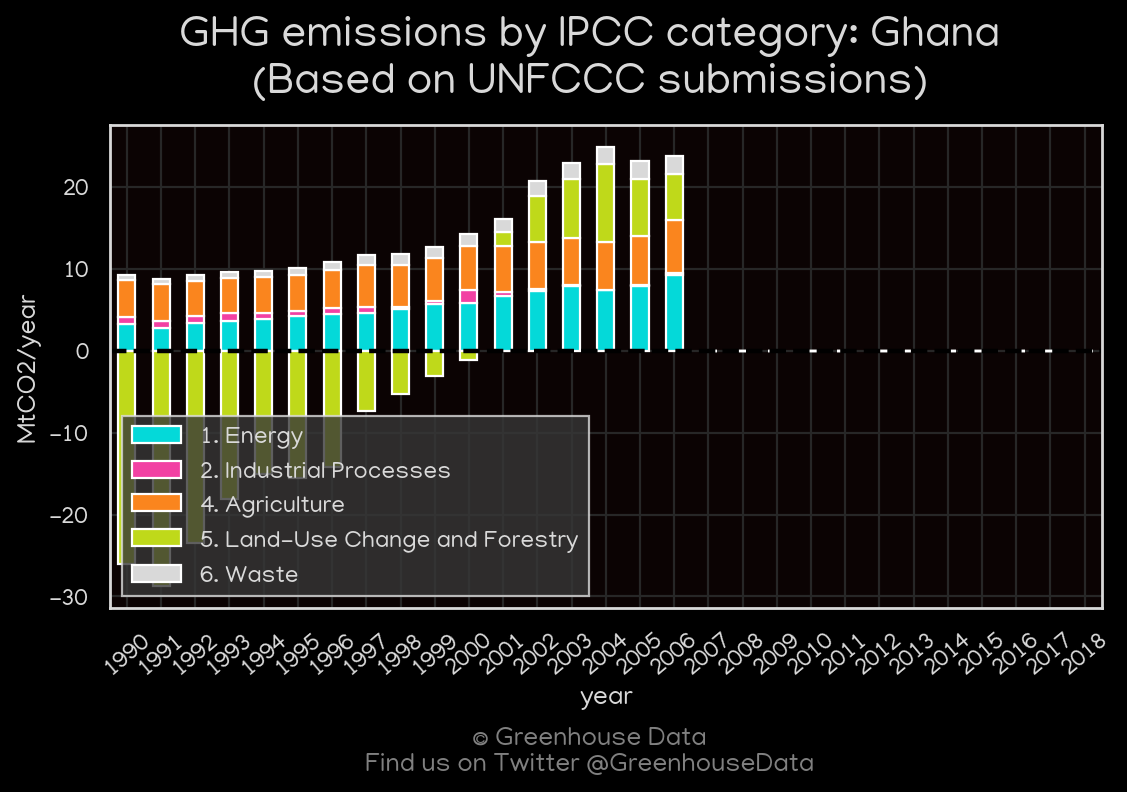 GHG emissions by IPCC category: Ghana
(Based on UNFCCC submissions)
MtCO2/year
20
10
0
−10
−20
−30
1. Energy
2. Industrial Processes
4. Agriculture
5. Land-Use Change and Forestry
6. Waste
1990 1991 1992 1993 1994 1995 1996 1997 1998 1999 2000 2001 2002 2003 2004 2005 2006 2007 2008 2009 2010 2011 2012 2013 2014 2015 2016 2017 2018
year
© Greenhouse Data
Find us on Twitter @GreenhouseData